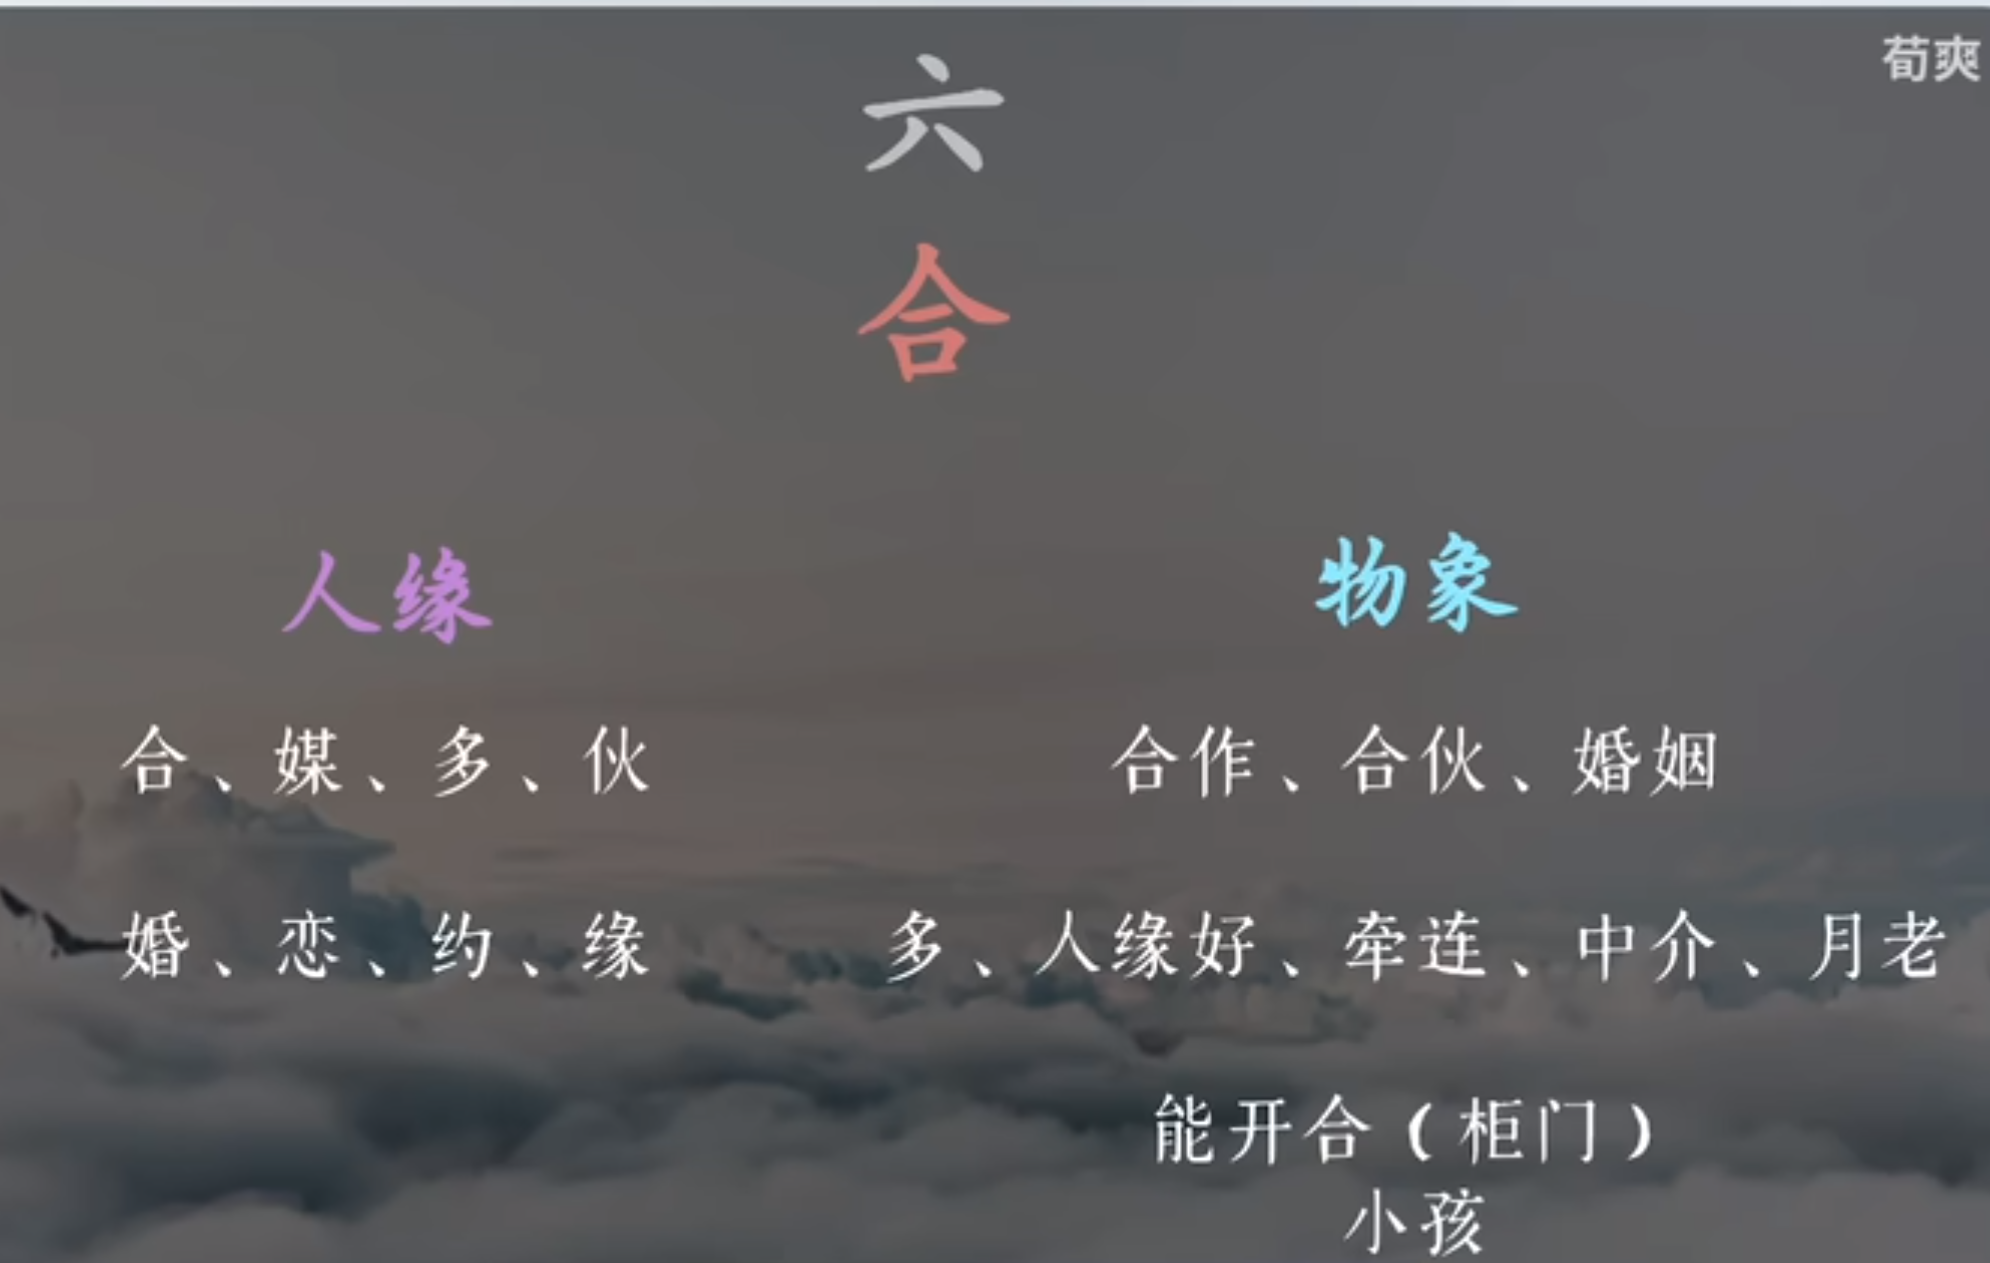 荀爽
六
合
人缘
物象
合、媒、多、伙
合作、合伙、婚姻
婚、恋、约、缘
多、人缘好、牵连、中介、月老
能开合（柜门）
小孩